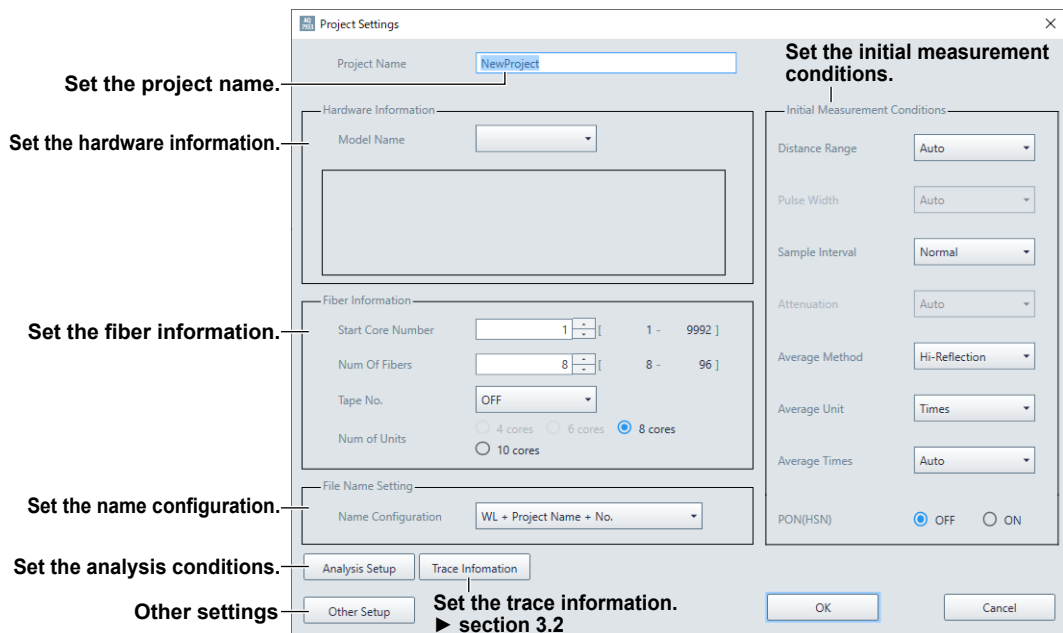 AQ 7933 Project Settings
Project Name NewProject
Set the project name.
Set the initial measurement
conditions.
Hardware Information
Set the hardware information.
Model Name
Fiber Information
Set the fiber information.
Start Core Number 1 [ 1 - 9992 ]
Num Of Fibers 8 [ 8 - 96 ]
Tape No. OFF
Num of Units 4 cores 6 cores 8 cores
10 cores
File Name Setting
Set the name configuration.
Name Configuration WL + Project Name + No.
Set the analysis conditions.
Analysis Setup Trace Infomation
Other settings
Other Setup
Set the trace information.
► section 3.2
Initial Measurement Conditions
Distance Range Auto
Pulse Width Auto
Sample Interval Normal
Attenuation Auto
Average Method Hi-Reflection
Average Unit Times
Average Times Auto
PON(HSN) OFF ON
OK Cancel